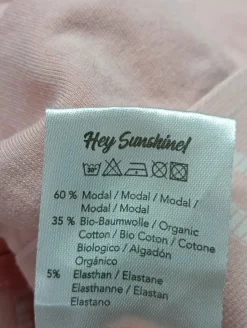 Hey Sunshine!
30°
60 % Modal / Modal / Modal /
Modal / Modal
35 % Bio-Baumwolle / Organic
Cotton / Bio Coton / Cotone
Biologico / Algodón
Orgánico
5% Elasthan / Elastane
Elasthanne / Elastan
Elastano